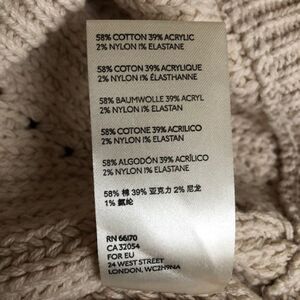 58% COTTON 39% ACRYLIC
2% NYLON 1% ELASTANE
58% COTON 39% ACRYLIQUE
2% NYLON 1% ÉLASTHANNE
58% BAUMWOLLE 39% ACRYL
2% NYLON 1% ELASTAN
58% COTONE 39% ACRILICO
2% NYLON 1% ELASTANE
58% ALGODÓN 39% ACRÍLICO
2% NYLON 1% ELASTANE
58% 棉 39% 亚克力 2% 尼龙
1% 氨纶
RN 66170
CA 32054
FOR EU
24 WEST STREET
LONDON, WC2H9NA